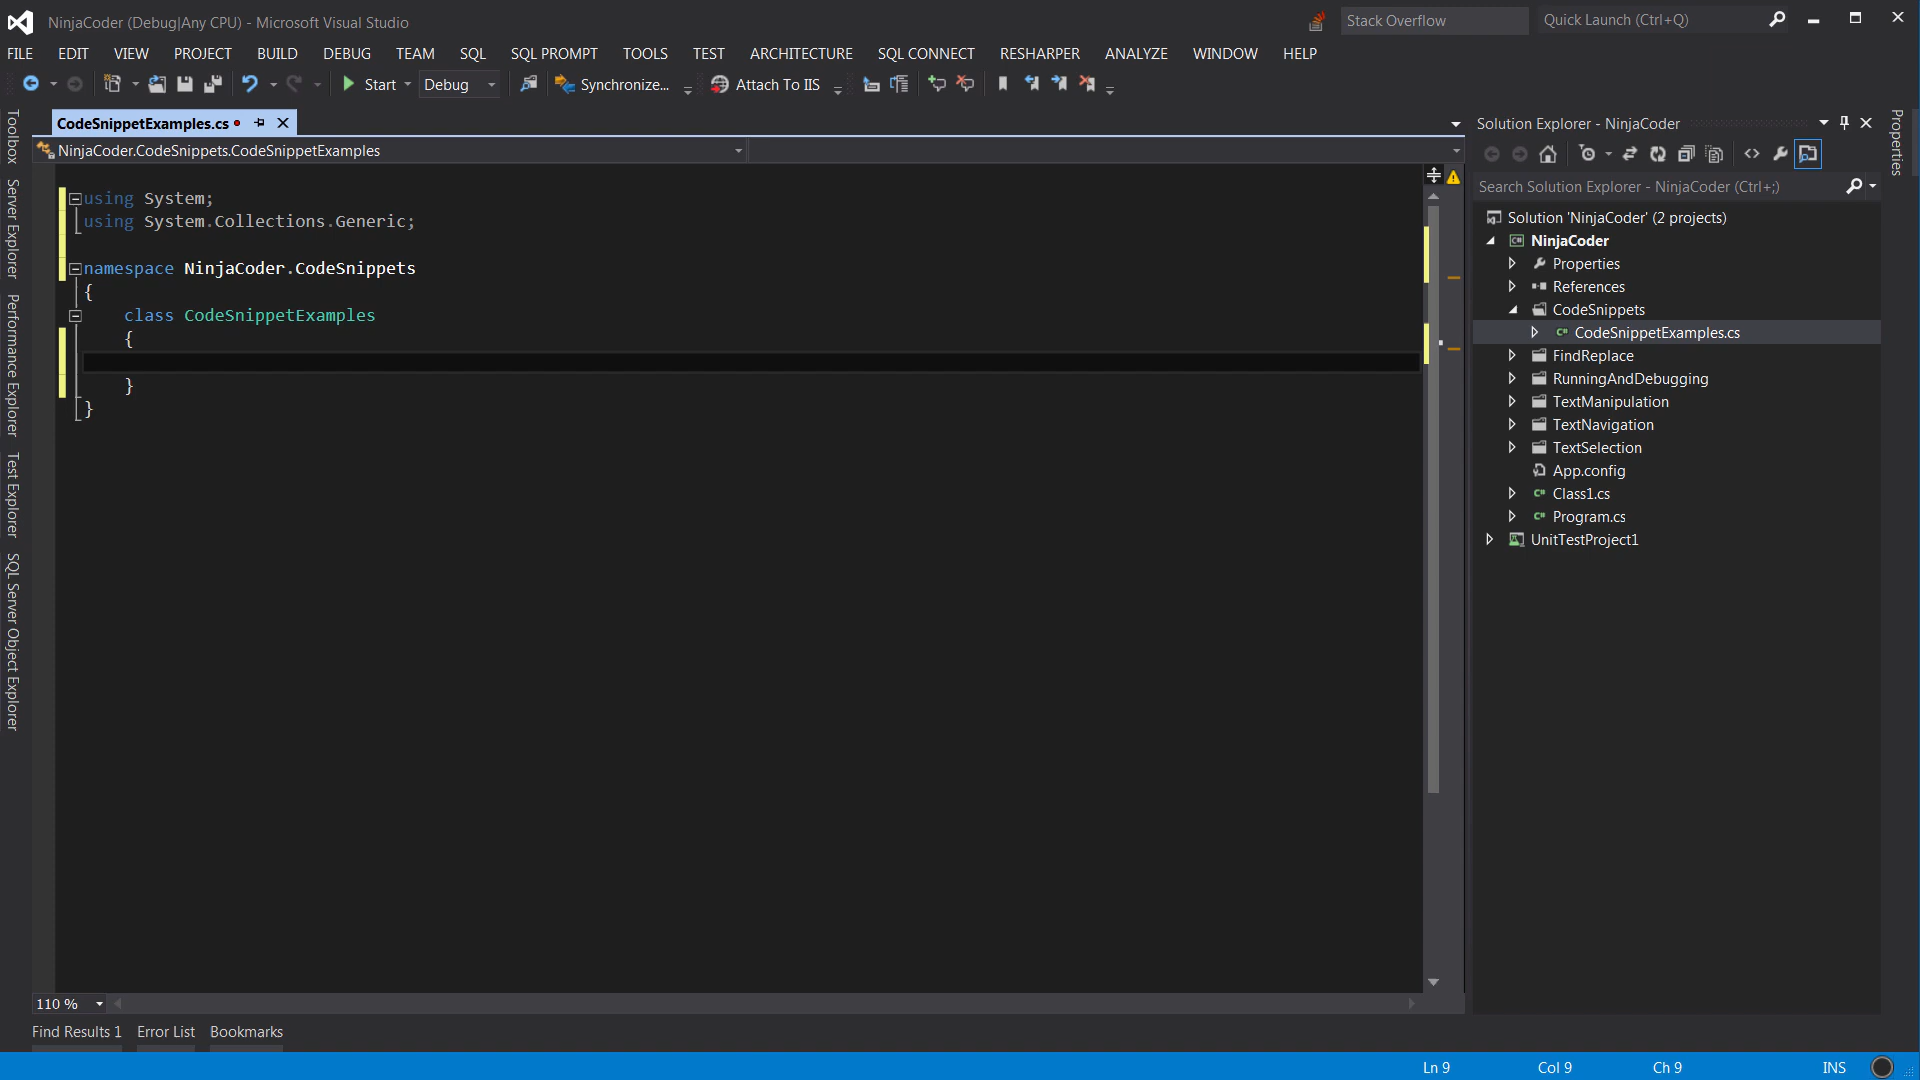 NinjaCoder (Debug|Any CPU) - Microsoft Visual Studio
Stack Overflow
Quick Launch (Ctrl+Q)
FILE EDIT VIEW PROJECT BUILD DEBUG TEAM SQL SQL PROMPT TOOLS TEST ARCHITECTURE SQL CONNECT RESHARPER ANALYZE WINDOW HELP
Start Debug Synchronize... Attach To IIS
CodeSnippetExamples.cs
NinjaCoder.CodeSnippets.CodeSnippetExamples
using System;
using System.Collections.Generic;
namespace NinjaCoder.CodeSnippets
{
class CodeSnippetExamples
{
}
}
Toolbox
Server Explorer
Performance Explorer
Test Explorer
SQL Server Object Explorer
Solution Explorer - NinjaCoder
Search Solution Explorer - NinjaCoder (Ctrl+;)
Solution 'NinjaCoder' (2 projects)
C# NinjaCoder
Properties
References
CodeSnippets
C# CodeSnippetExamples.cs
FindReplace
RunningAndDebugging
TextManipulation
TextNavigation
TextSelection
App.config
C# Class1.cs
C# Program.cs
UnitTestProject1
Properties
110 %
Find Results 1 Error List Bookmarks
Ln 9 Col 9 Ch 9 INS